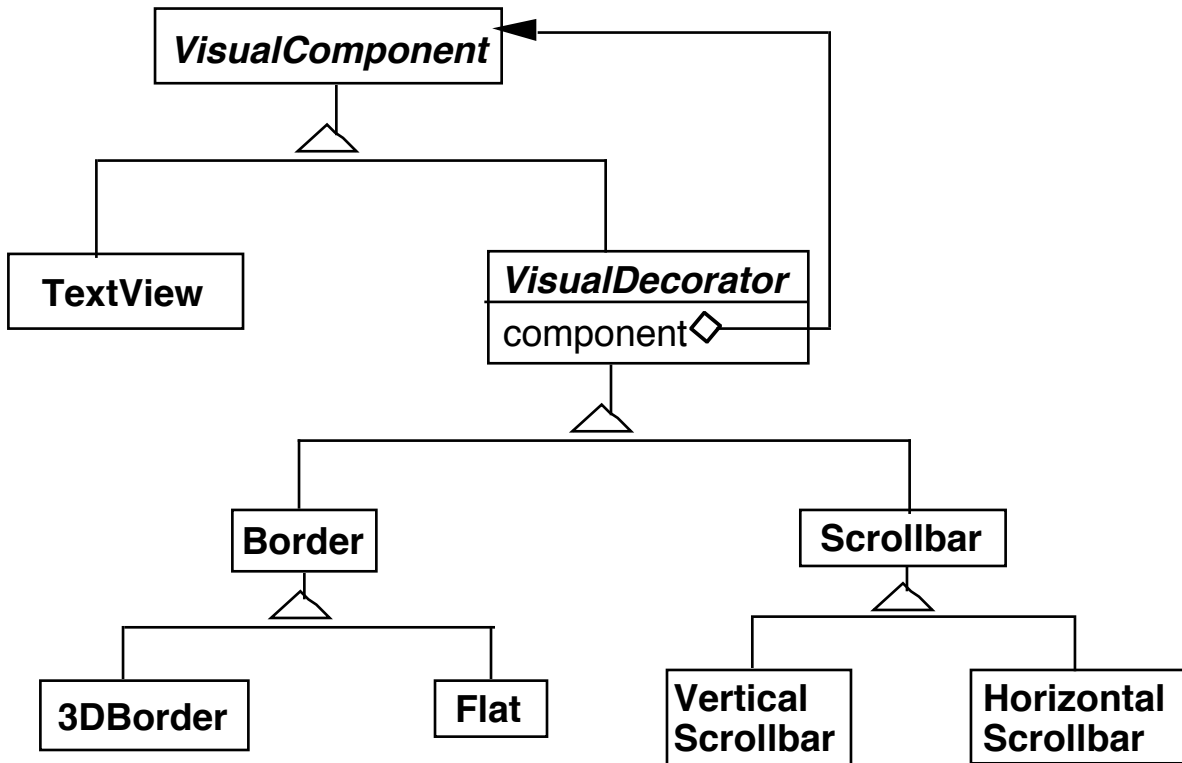 VisualComponent
TextView
VisualDecorator
component
Border
Scrollbar
3DBorder
Flat
Vertical
Scrollbar
Horizontal
Scrollbar